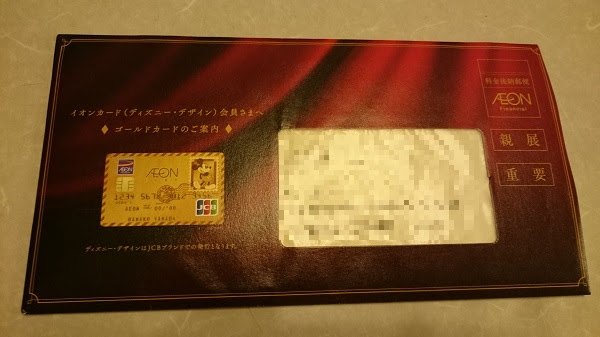 イオンカード(ディズニー・デザイン)会員さまへ
◆ ゴールドカードのご案内 ◆
AEON
JCB
ディズニー・デザインはJCBブランドでの発行となります。
料金後納郵便
AEON
Financial
親展
重要